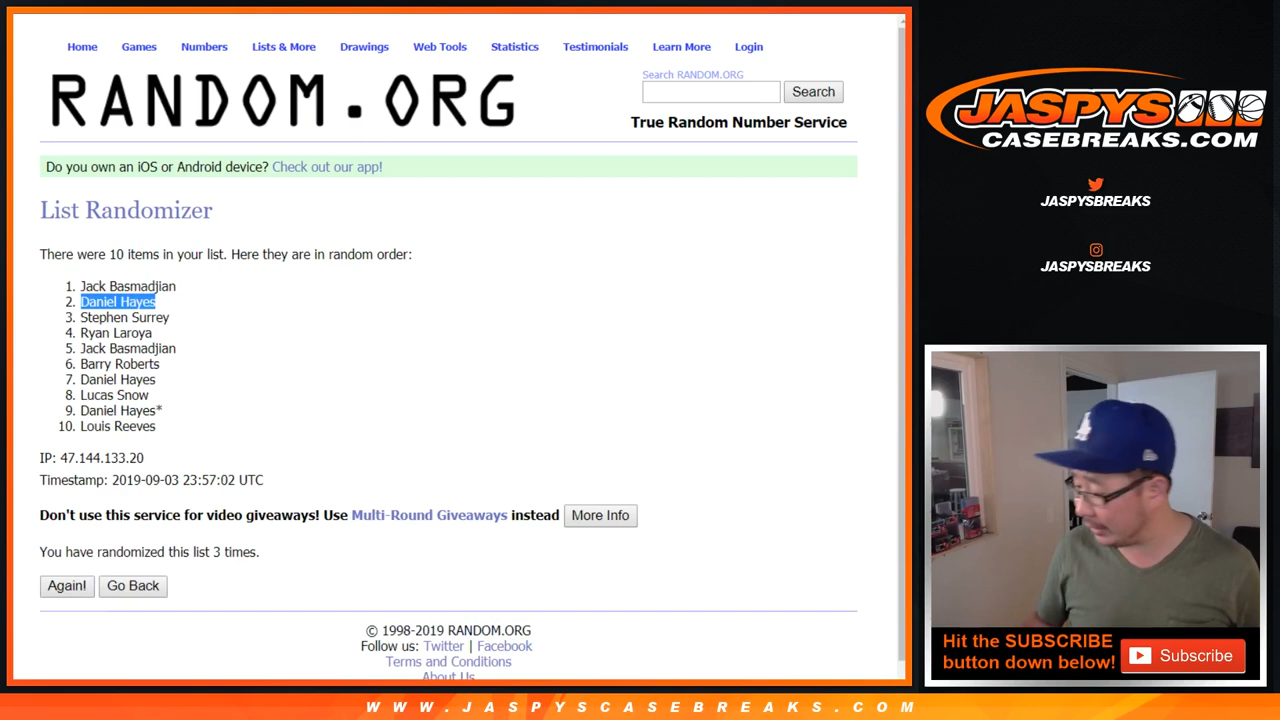 Home Games Numbers Lists & More Drawings Web Tools Statistics Testimonials Learn More Login
RANDOM.ORG
Search RANDOM.ORG
Search
True Random Number Service
Do you own an iOS or Android device? Check out our app!
List Randomizer
There were 10 items in your list. Here they are in random order:
1. Jack Basmadjian
2. Daniel Hayes
3. Stephen Surrey
4. Ryan Laroya
5. Jack Basmadjian
6. Barry Roberts
7. Daniel Hayes
8. Lucas Snow
9. Daniel Hayes*
10. Louis Reeves
IP: 47.144.133.20
Timestamp: 2019-09-03 23:57:02 UTC
Don't use this service for video giveaways! Use Multi-Round Giveaways instead More Info
You have randomized this list 3 times.
Again! Go Back
© 1998-2019 RANDOM.ORG
Follow us: Twitter | Facebook
Terms and Conditions
About Us
JASPYS
CASEBREAKS.COM
JASPYSBREAKS
JASPYSBREAKS
LA
Hit the SUBSCRIBE
button down below!
Subscribe
WWW.JASPYSCASEBREAKS.COM